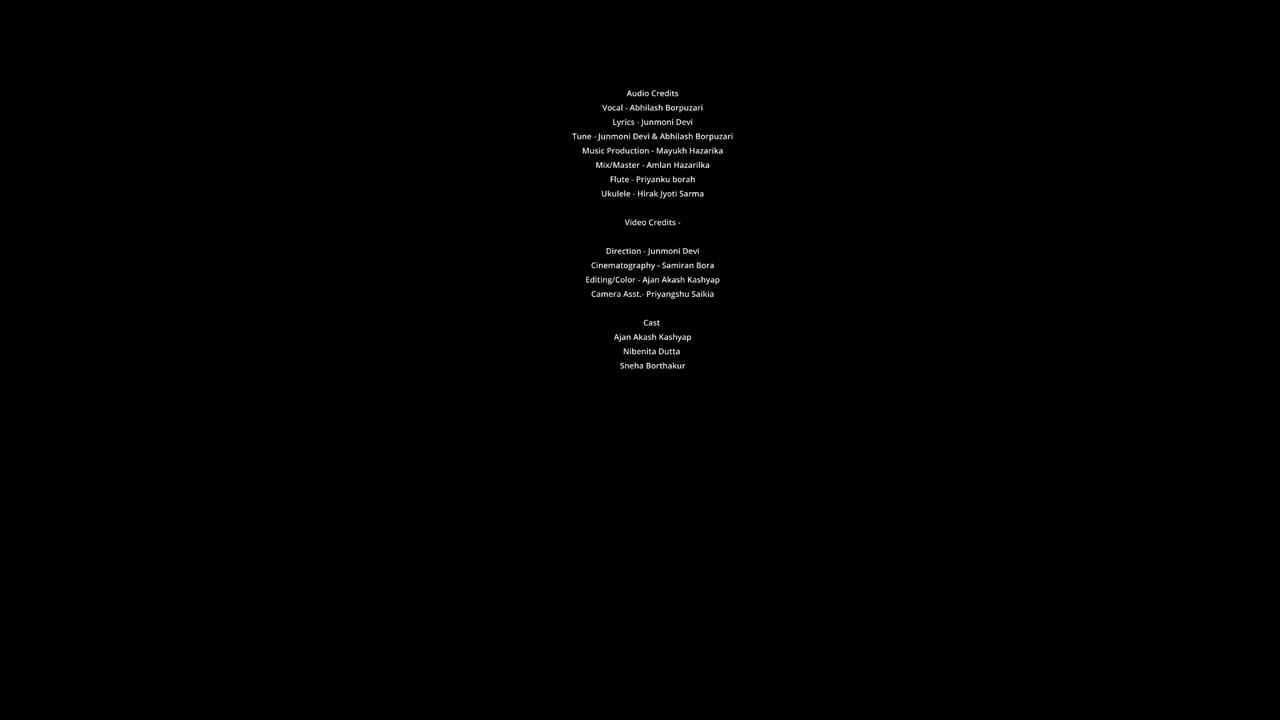 Audio Credits
Vocal - Abhilash Borpuzari
Lyrics - Junmoni Devi
Tune - Junmoni Devi & Abhilash Borpuzari
Music Production - Mayukh Hazarika
Mix/Master - Amlan Hazarilka
Flute - Priyanku borah
Ukulele - Hirak Jyoti Sarma
Video Credits -
Direction - Junmoni Devi
Cinematography - Samiran Bora
Editing/Color - Ajan Akash Kashyap
Camera Asst.- Priyangshu Saikia
Cast
Ajan Akash Kashyap
Nibenita Dutta
Sneha Borthakur